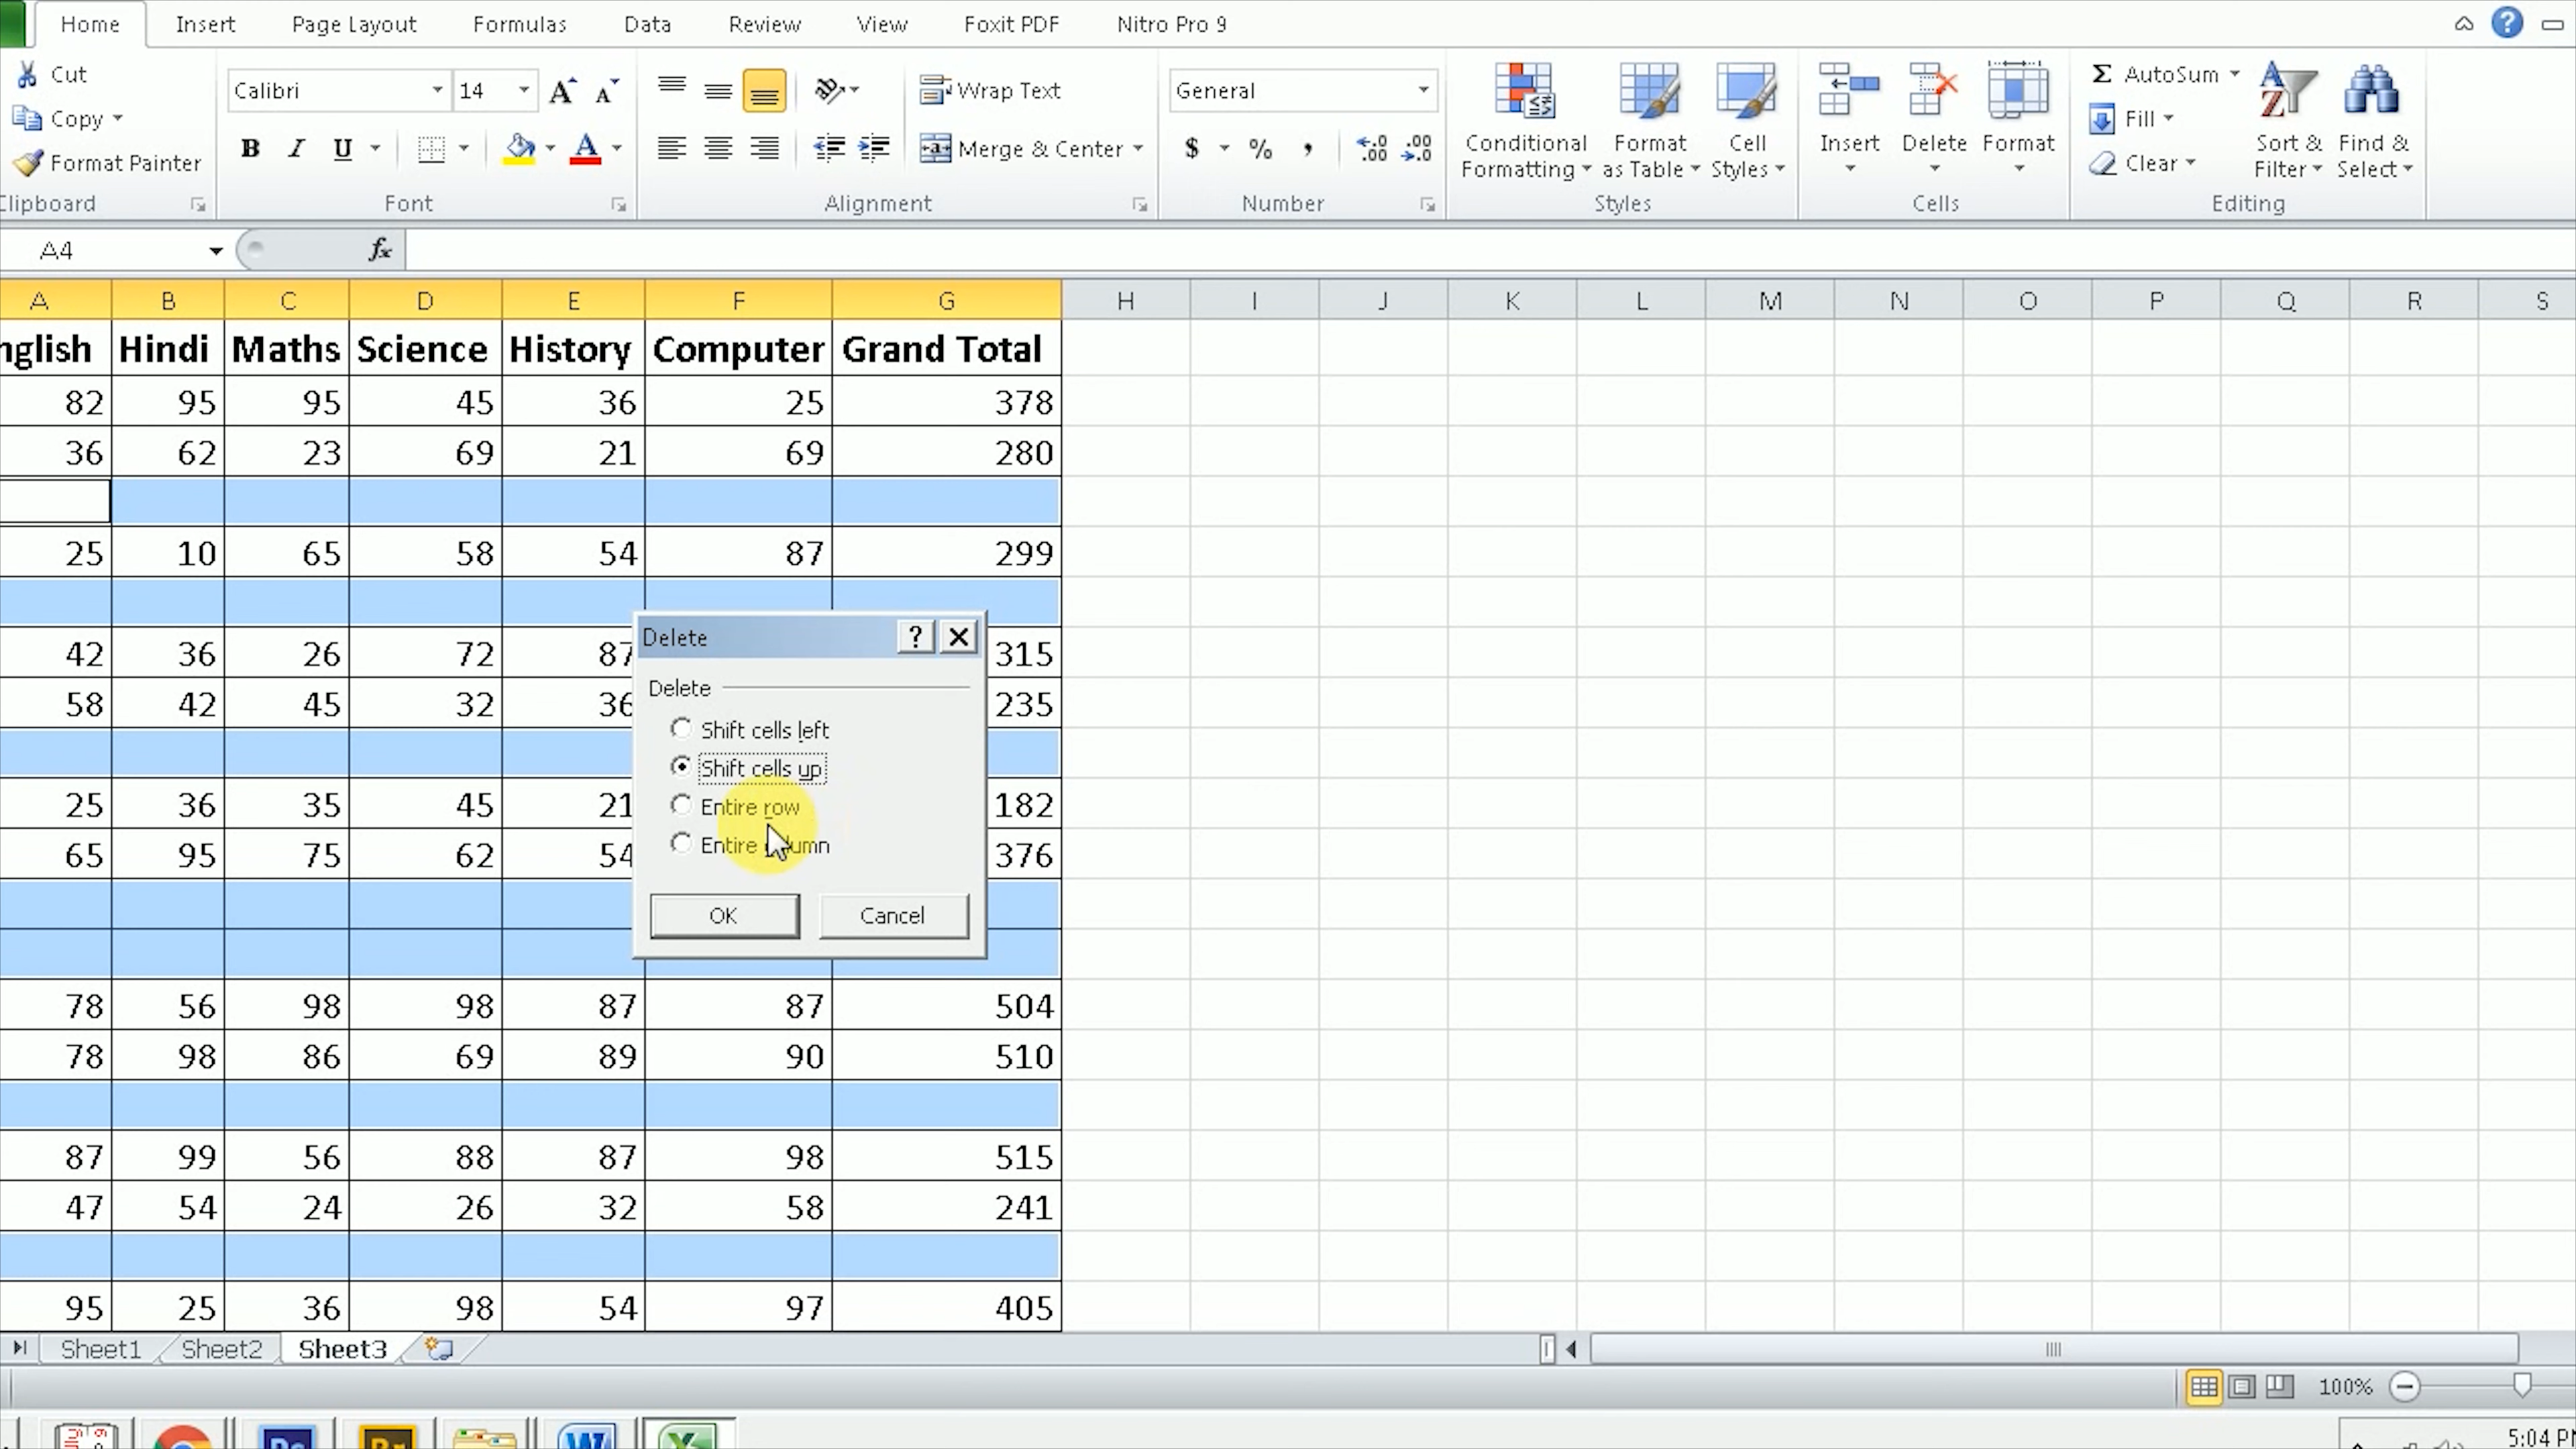 Home Insert Page Layout Formulas Data Review View Foxit PDF Nitro Pro 9
Cut
Copy
Format Painter
Clipboard
Calibri 14
B I U
Font
Wrap Text
Merge & Center
Alignment
General
$ % ,
Number
Conditional Formatting
Format as Table
Cell Styles
Styles
Insert Delete Format
Cells
AutoSum
Fill
Clear
Sort & Filter
Find & Select
Editing
A4 fx
A B C D E F G H I J K L M N O P Q R S
nglish Hindi Maths Science History Computer Grand Total
82 95 95 45 36 25 378
36 62 23 69 21 69 280
25 10 65 58 54 87 299
42 36 26 72 87 315
58 42 45 32 36 235
25 36 35 45 21 182
65 95 75 62 54 376
78 56 98 98 87 87 504
78 98 86 69 89 90 510
87 99 56 88 87 98 515
47 54 24 26 32 58 241
95 25 36 98 54 97 405
Delete
Delete
Shift cells left
Shift cells up
Entire row
Entire column
OK Cancel
Sheet1 Sheet2 Sheet3
100%
5:04 PM